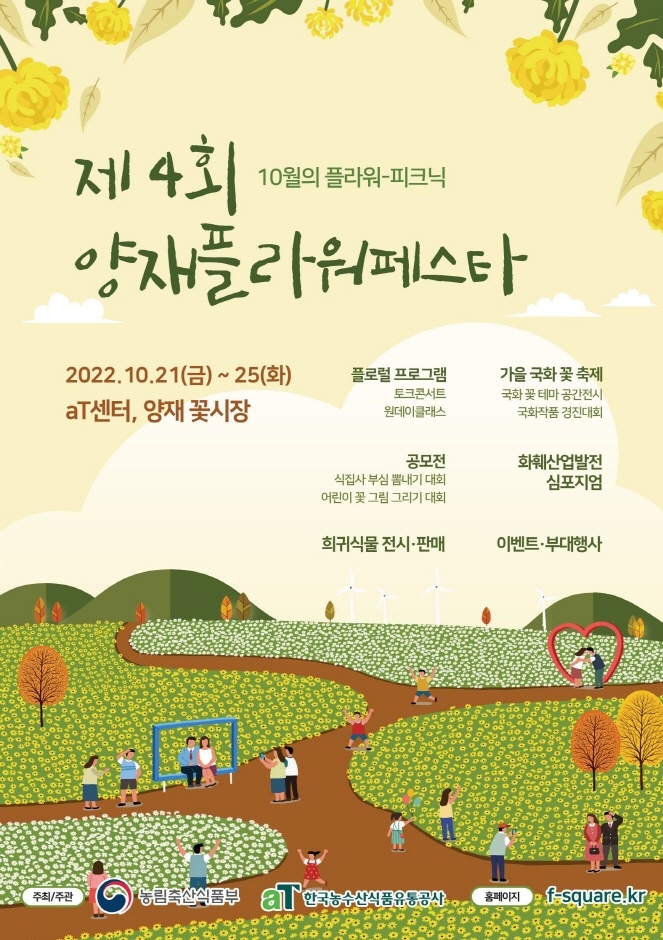 제 4회
10월의 플라워-피크닉
양재플라워페스타
2022.10.21(금) ~ 25(화)
aT센터, 양재 꽃시장
플로럴 프로그램
토크콘서트
원데이클래스
가을 국화 꽃 축제
국화 꽃 테마 공간전시
국화작품 경진대회
공모전
식집사 부심 뽐내기 대회
어린이 꽃 그림 그리기 대회
화훼산업발전
심포지엄
희귀식물 전시·판매
이벤트·부대행사
주최/주관
농림축산식품부
aT 한국농수산식품유통공사
홈페이지
f-square.kr